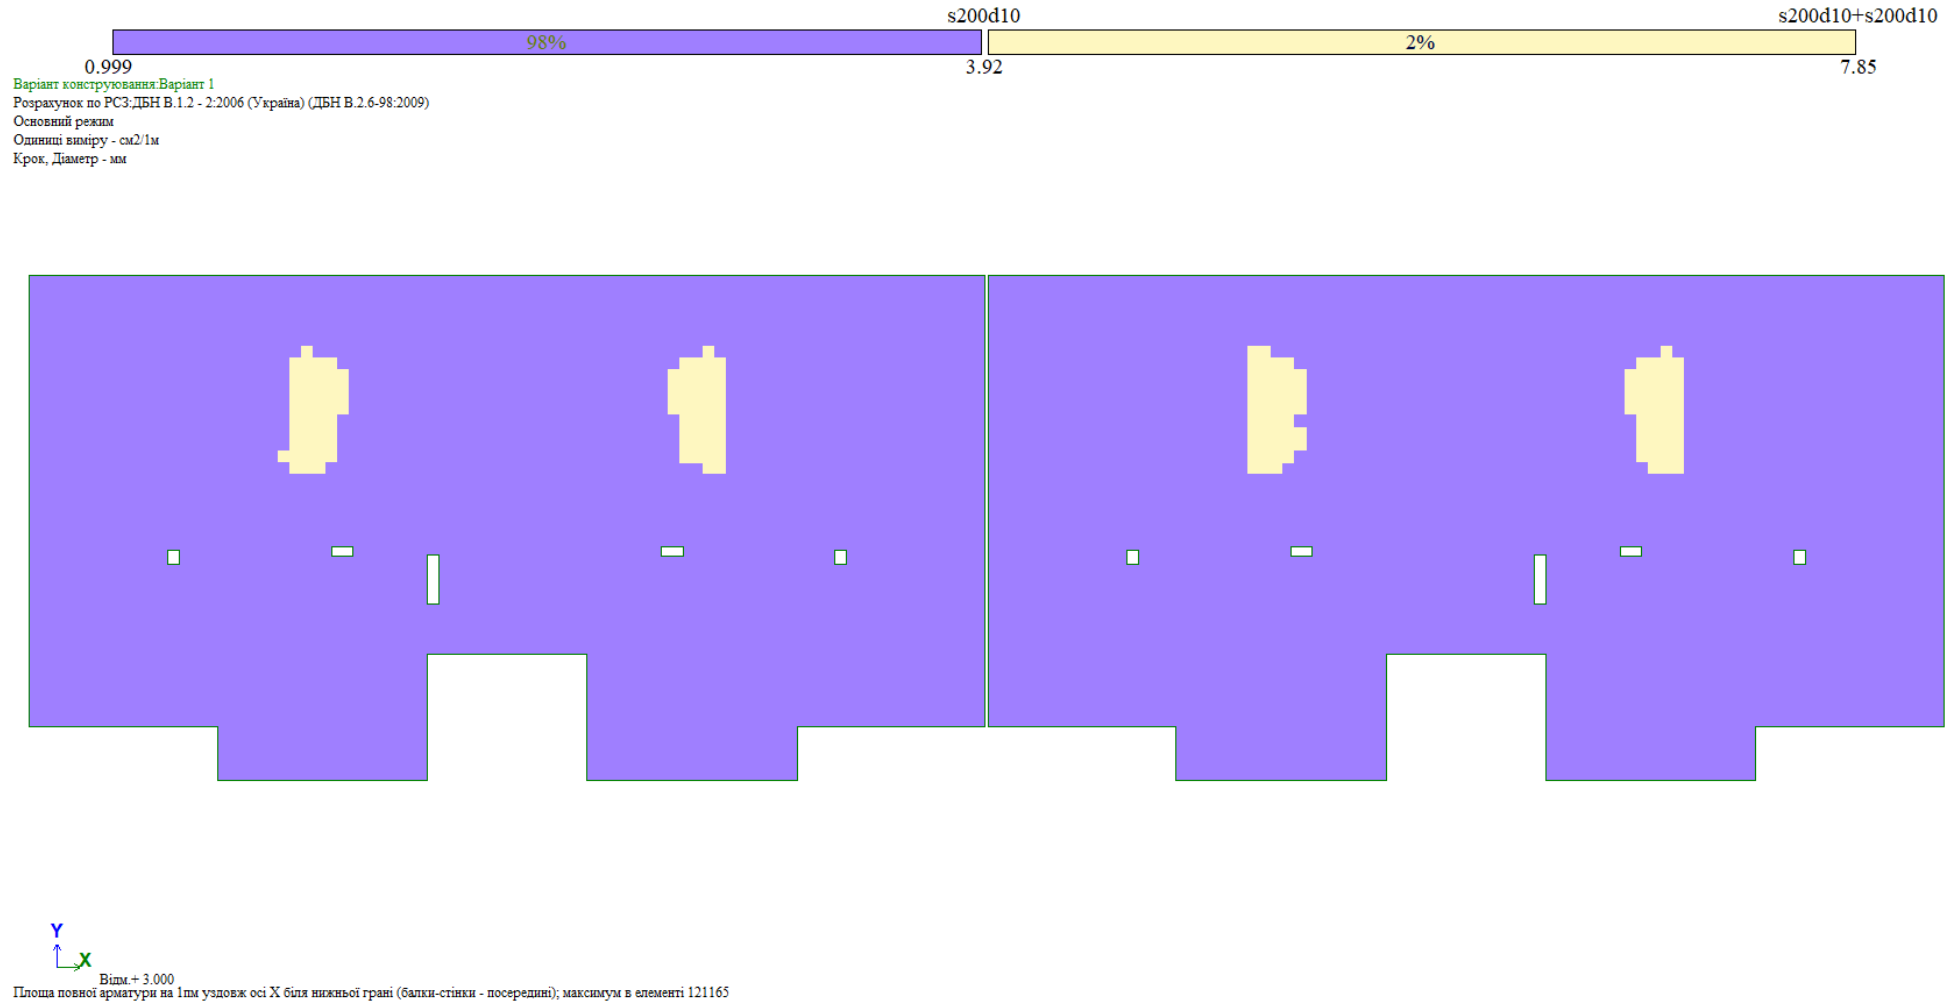 s200d10 s200d10+s200d10
98% 2%
0.999 3.92 7.85
Варіант конструювання:Варіант 1
Розрахунок по РСЗ:ДБН В.1.2 - 2:2006 (Україна) (ДБН В.2.6-98:2009)
Основний режим
Одиниці виміру - см2/1м
Крок, Діаметр - мм
Y
X
Відм.+ 3.000
Площа повної арматури на 1пм уздовж осі X біля нижньої грані (балки-стінки - посередині); максимум в елементі 121165